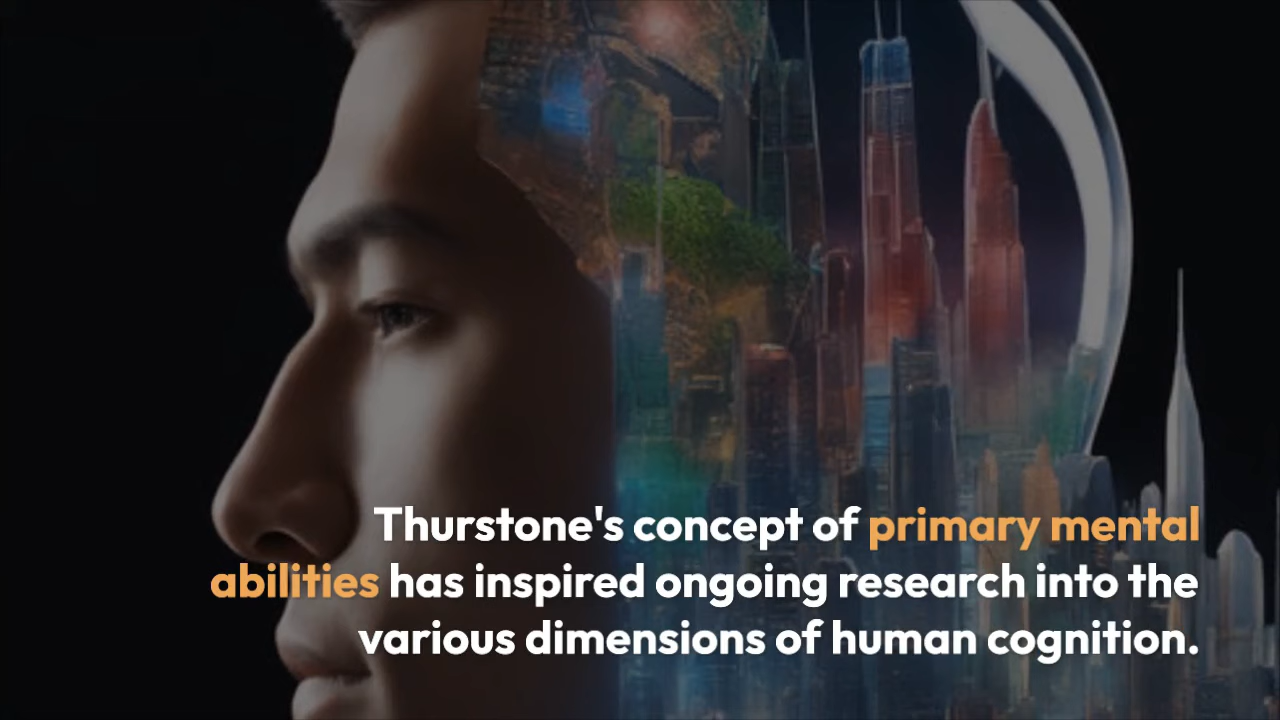 Thurstone's concept of primary mental
abilities has inspired ongoing research into the
various dimensions of human cognition.